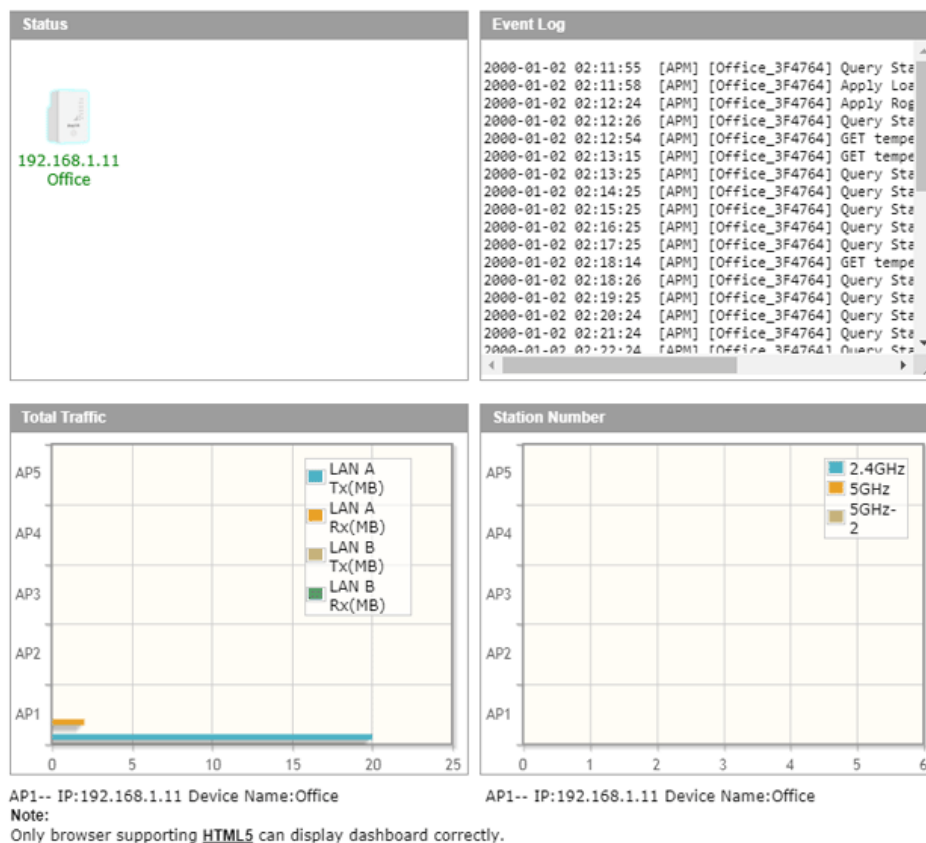 Status
192.168.1.11
Office
Event Log
2000-01-02 02:11:55 [APM] [Office_3F4764] Query Sta
2000-01-02 02:11:58 [APM] [Office_3F4764] Apply Loa
2000-01-02 02:12:24 [APM] [Office_3F4764] Apply Rog
2000-01-02 02:12:26 [APM] [Office_3F4764] Query Sta
2000-01-02 02:12:54 [APM] [Office_3F4764] GET tempe
2000-01-02 02:13:15 [APM] [Office_3F4764] GET tempe
2000-01-02 02:13:25 [APM] [Office_3F4764] Query Sta
2000-01-02 02:14:25 [APM] [Office_3F4764] Query Sta
2000-01-02 02:15:25 [APM] [Office_3F4764] Query Sta
2000-01-02 02:16:25 [APM] [Office_3F4764] Query Sta
2000-01-02 02:17:25 [APM] [Office_3F4764] Query Sta
2000-01-02 02:18:14 [APM] [Office_3F4764] GET tempe
2000-01-02 02:18:26 [APM] [Office_3F4764] Query Sta
2000-01-02 02:19:25 [APM] [Office_3F4764] Query Sta
2000-01-02 02:20:24 [APM] [Office_3F4764] Query Sta
2000-01-02 02:21:24 [APM] [Office_3F4764] Query Sta
2000-01-02 02:22:24 [APM] [Office_3F4764] Query Sta
Total Traffic
AP5
AP4
AP3
AP2
AP1
LAN A
Tx(MB)
LAN A
Rx(MB)
LAN B
Tx(MB)
LAN B
Rx(MB)
0 5 10 15 20 25
AP1-- IP:192.168.1.11 Device Name:Office
Station Number
AP5
AP4
AP3
AP2
AP1
2.4GHz
5GHz
5GHz-
2
0 1 2 3 4 5 6
AP1-- IP:192.168.1.11 Device Name:Office
Note:
Only browser supporting HTML5 can display dashboard correctly.